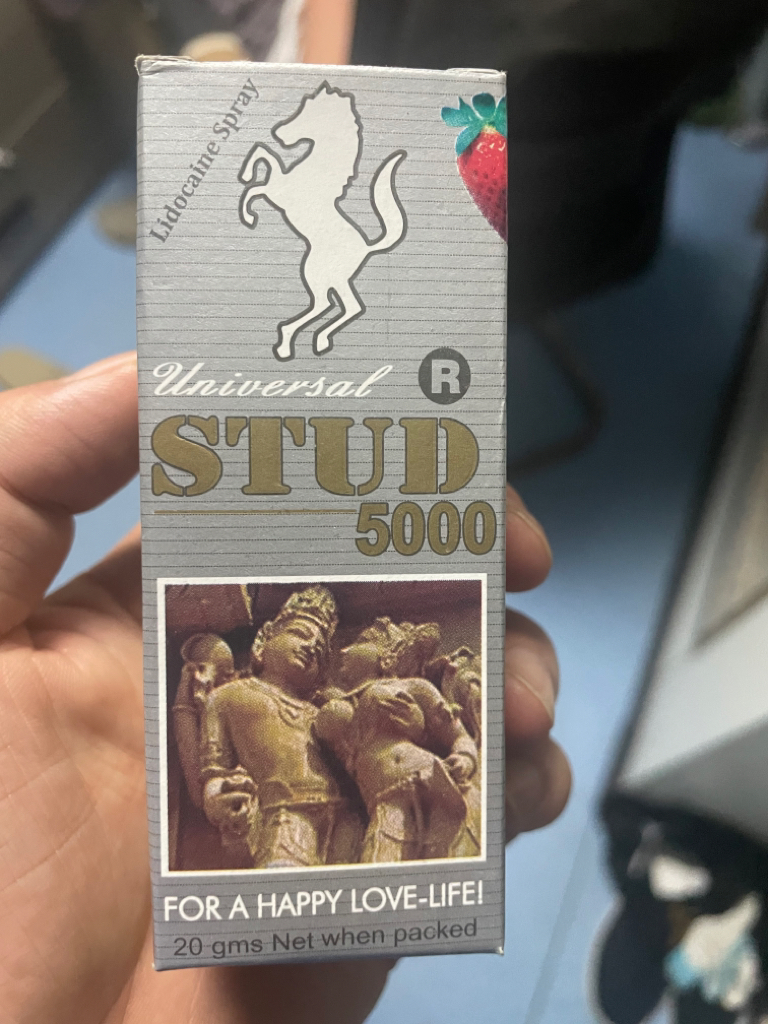 Lidocaine Spray
Universal ®
STUD
5000
FOR A HAPPY LOVE-LIFE!
20 gms Net when packed